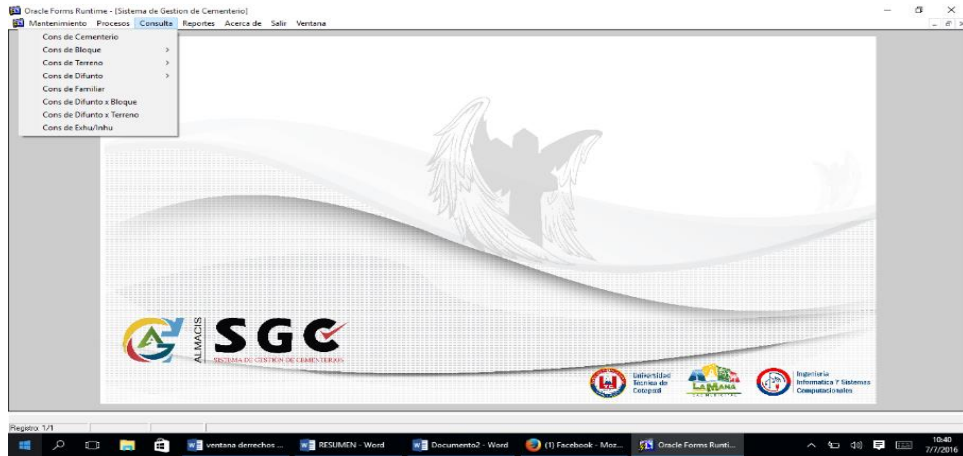 Oracle Forms Runtime - [Sistema de Gestion de Cementerio]
Mantenimiento Procesos Consulta Reportes Acerca de Salir Ventana
Cons de Cementerio
Cons de Bloque
Cons de Terreno
Cons de Difunto
Cons de Familiar
Cons de Difunto x Bloque
Cons de Difunto x Terreno
Cons de Exhu/Inhu
ALMACIS
SGC
SISTEMA DE GESTION DE CEMENTERIOS
Universidad
Técnica de
Cotopaxi
LA MANA
Ingenieria
Informatica Y Sistemas
Computacionales
Registro: 1/1
ventana derechos ...
RESUMEN - Word
Documento2 - Word
(1) Facebook - Moz...
Oracle Forms Runti...
10:40
7/7/2016